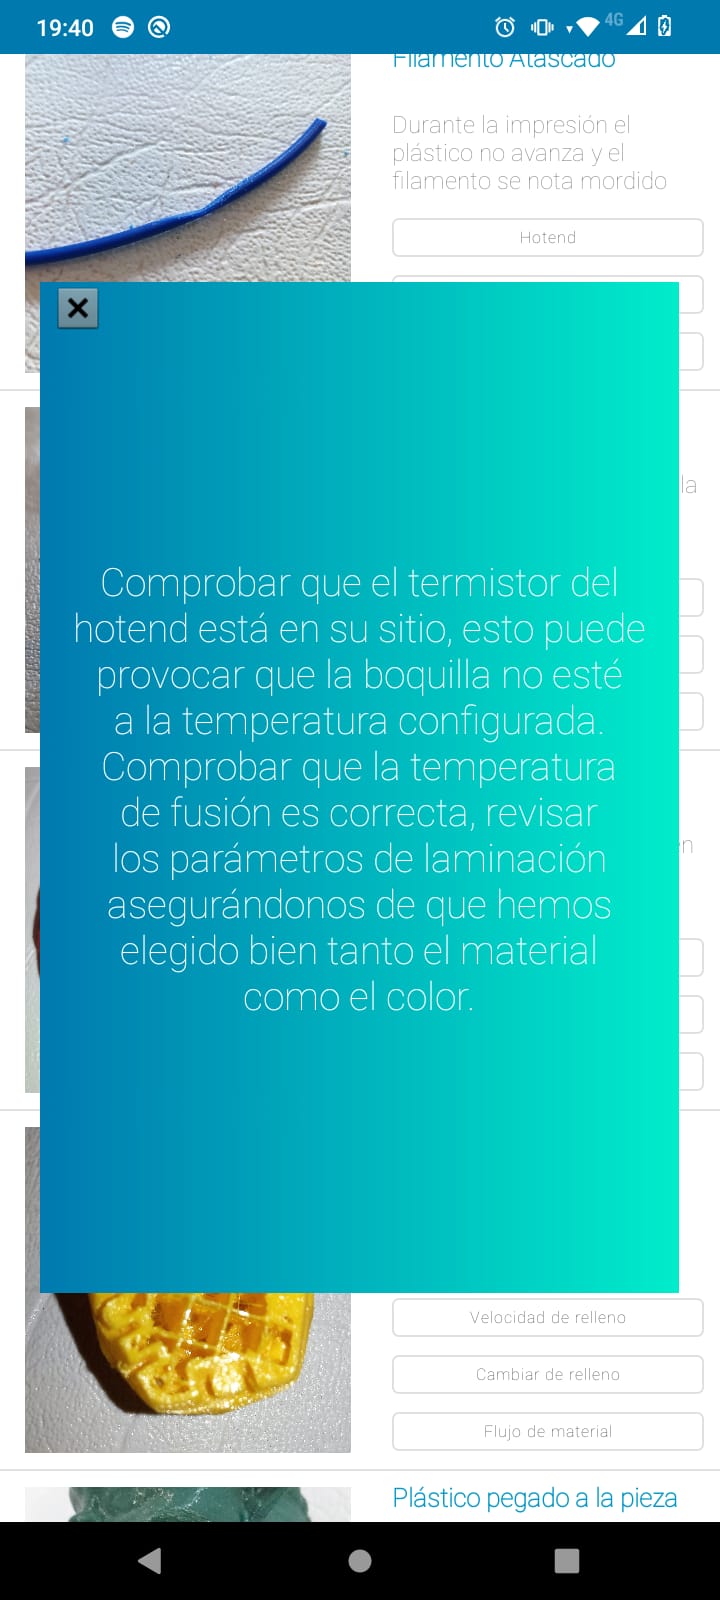 19:40
4G
Filamento Atascado
Durante la impresión el
plástico no avanza y el
filamento se nota mordido
Hotend
la
Comprobar que el termistor del
hotend está en su sitio, esto puede
provocar que la boquilla no esté
a la temperatura configurada.
Comprobar que la temperatura
de fusión es correcta, revisar
los parámetros de laminación
asegurándonos de que hemos
elegido bien tanto el material
como el color.
Velocidad de relleno
Cambiar de relleno
Flujo de material
Plástico pegado a la pieza